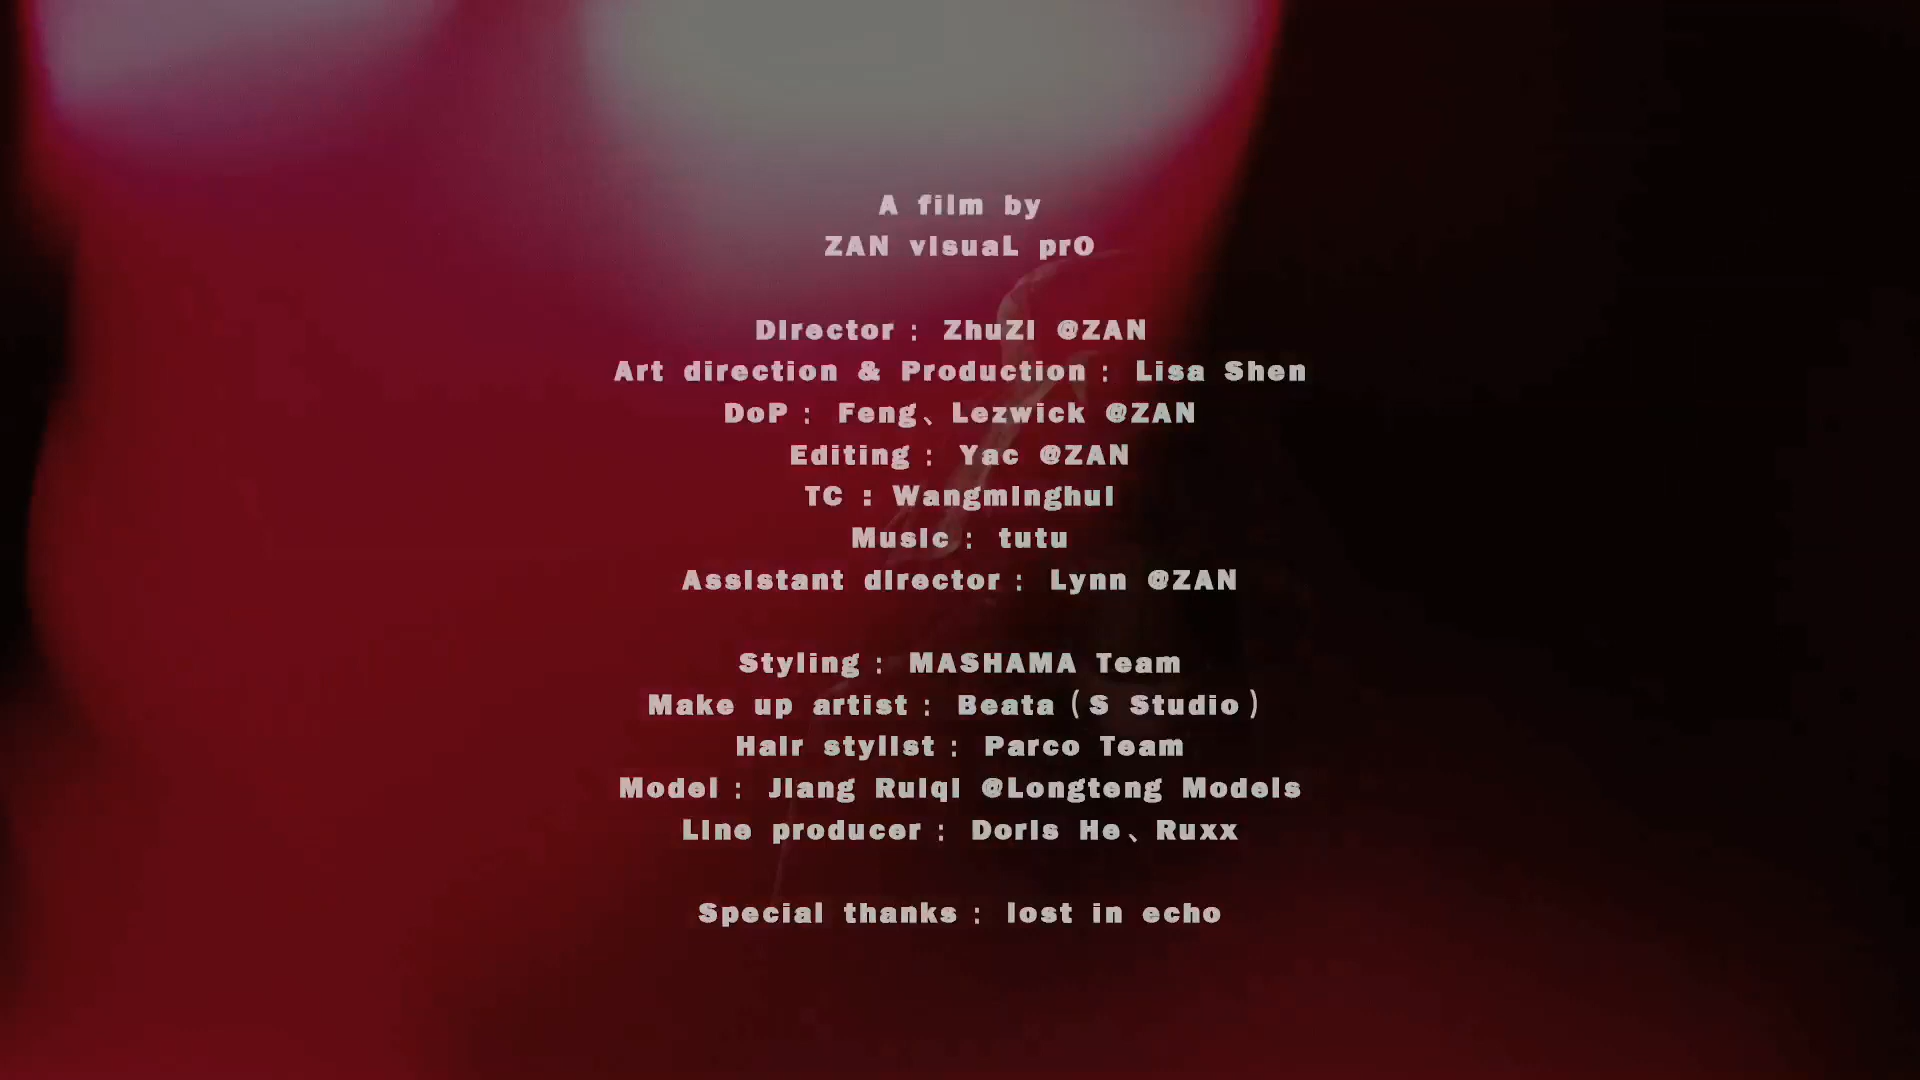 A film by
ZAN vIsuaL prO
DIrector： ZhuZI @ZAN
Art direction & Production： Lisa Shen
DoP： Feng、Lezwick @ZAN
Editing： Yac @ZAN
TC : WangmInghuI
MusIc： tutu
AssIstant dIrector： Lynn @ZAN
Styling： MASHAMA Team
Make up artist： Beata（S Studio）
HaIr stylIst： Parco Team
Model： JIang RuIqI @Longteng Models
LIne producer： DorIs He、Ruxx
Special thanks： lost in echo